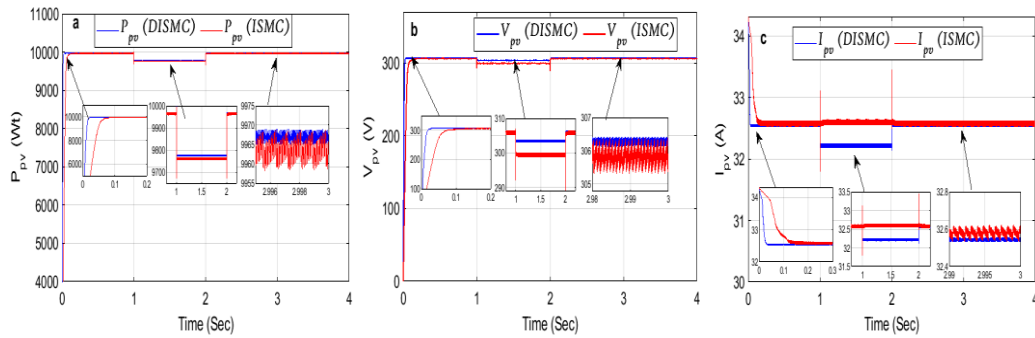 a
P_pv (DISMC) P_pv (ISMC)
P_pv (Wt)
11000
10000
9000
8000
7000
6000
5000
4000
0 1 2 3 4
Time (Sec)
10000
8000
6000
0 0.1 0.2
10000
9900
9800
9700
1 1.5 2
9975
9970
9965
9960
9955
2.996 2.998 3
b
V_pv (DISMC) V_pv (ISMC)
V_pv (V)
300
200
100
0
0 1 2 3 4
Time (Sec)
300
200
100
0 0.1 0.2
310
300
290
1 1.5 2
307
306
305
2.98 2.99 3
c
I_pv (DISMC) I_pv (ISMC)
I_pv (A)
34
33
32
31
30
0 1 2 3 4
Time (Sec)
34
33
32
0 0.1 0.2 0.3
33.5
33
32.5
32
31.5
1 1.5 2
32.8
32.6
32.4
2.99 2.995 3